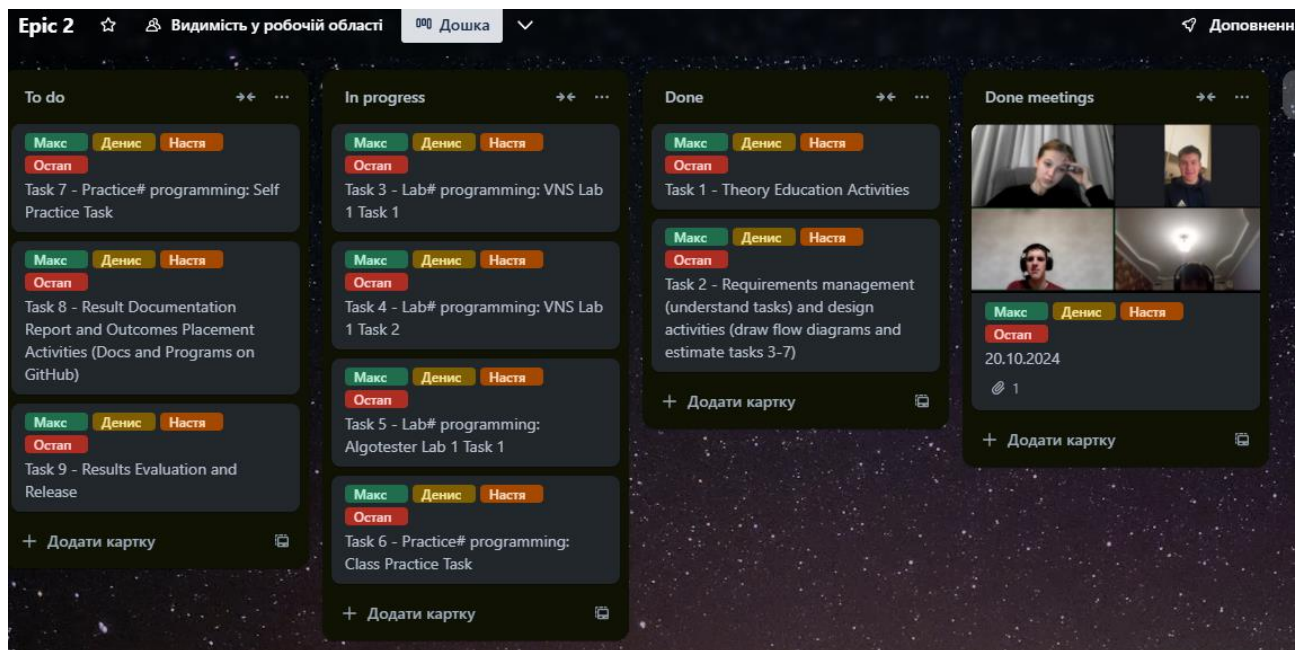 Epic 2
Видимість у робочій області
Дошка
Доповненн
To do
Макс Денис Настя
Остап
Task 7 - Practice# programming: Self
Practice Task
Макс Денис Настя
Остап
Task 8 - Result Documentation
Report and Outcomes Placement
Activities (Docs and Programs on
GitHub)
Макс Денис Настя
Остап
Task 9 - Results Evaluation and
Release
+ Додати картку
In progress
Макс Денис Настя
Остап
Task 3 - Lab# programming: VNS Lab
1 Task 1
Макс Денис Настя
Остап
Task 4 - Lab# programming: VNS Lab
1 Task 2
Макс Денис Настя
Остап
Task 5 - Lab# programming:
Algotester Lab 1 Task 1
Макс Денис Настя
Остап
Task 6 - Practice# programming:
Class Practice Task
+ Додати картку
Done
Макс Денис Настя
Остап
Task 1 - Theory Education Activities
Макс Денис Настя
Остап
Task 2 - Requirements management
(understand tasks) and design
activities (draw flow diagrams and
estimate tasks 3-7)
+ Додати картку
Done meetings
Макс Денис Настя
Остап
20.10.2024
1
+ Додати картку